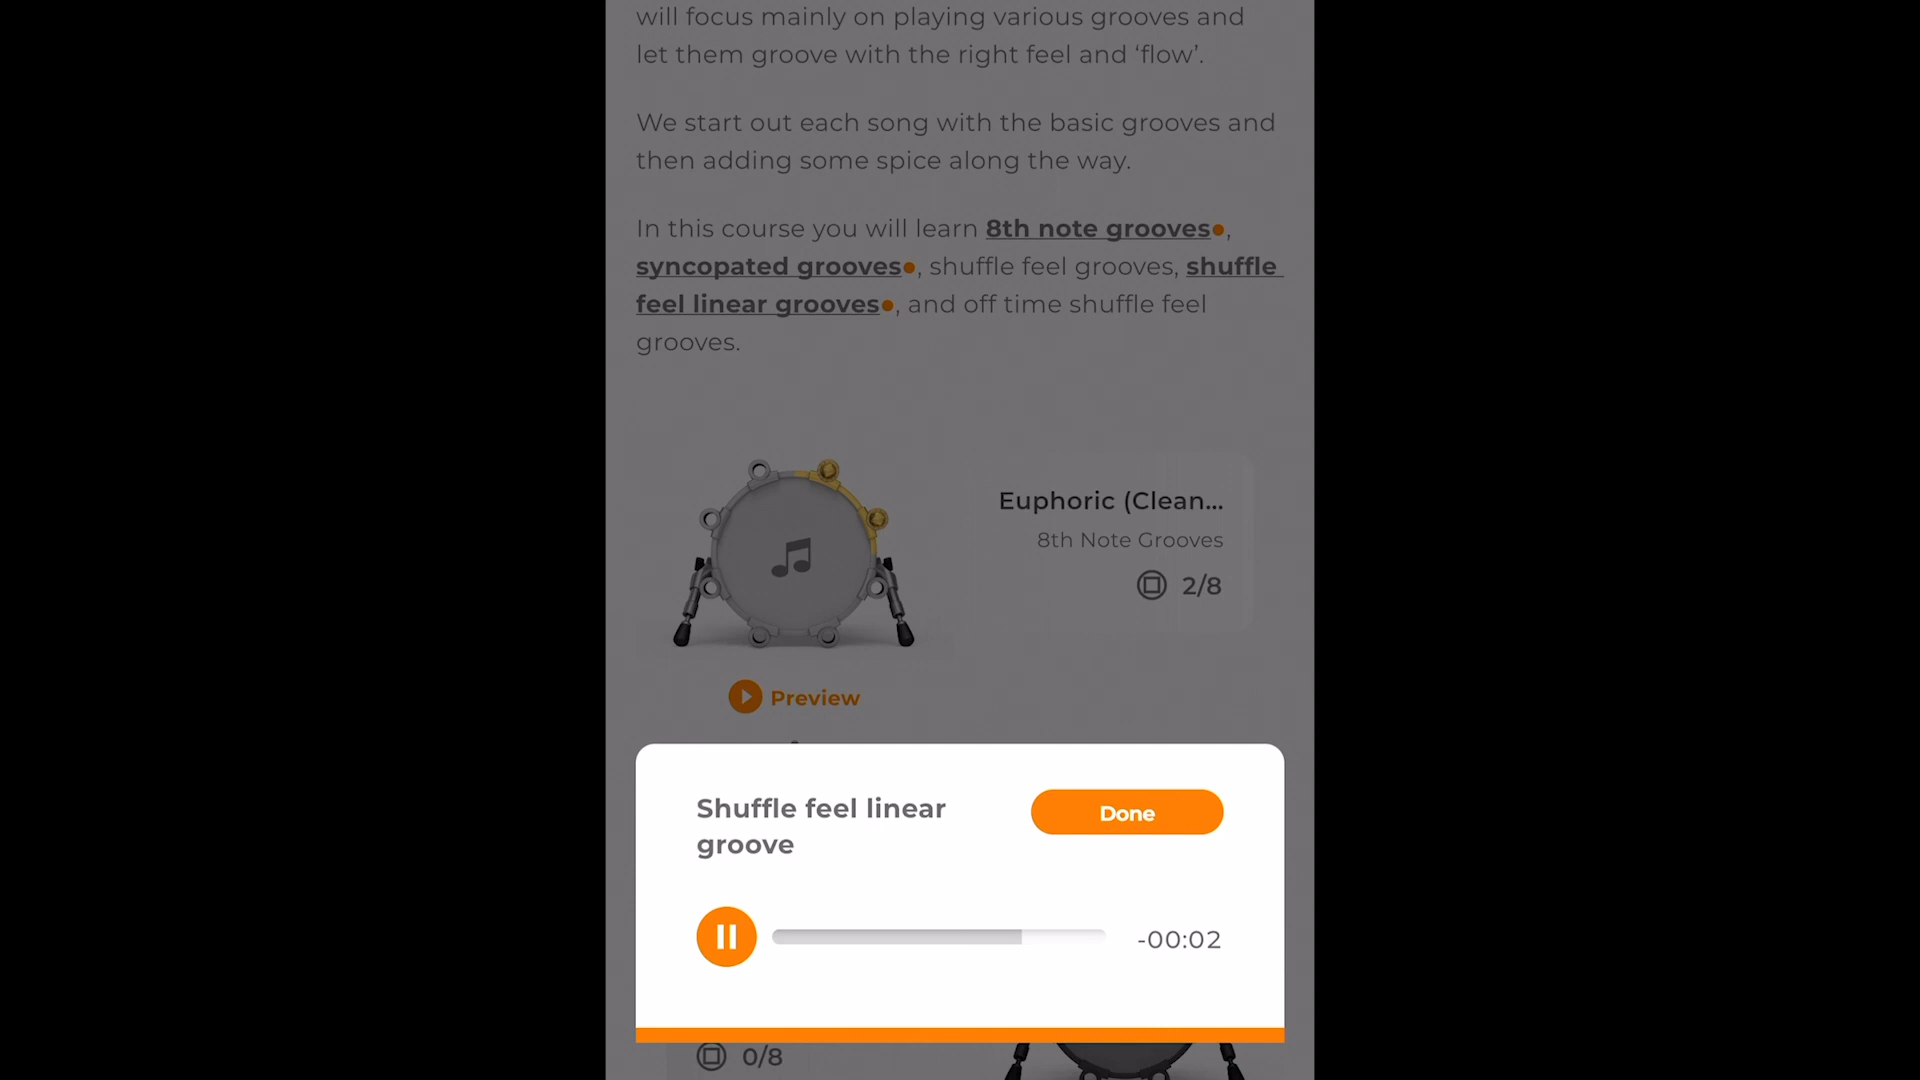 will focus mainly on playing various grooves and
let them groove with the right feel and ‘flow’.
We start out each song with the basic grooves and
then adding some spice along the way.
In this course you will learn 8th note grooves,
syncopated grooves, shuffle feel grooves, shuffle
feel linear grooves, and off time shuffle feel
grooves.
Euphoric (Clean...
8th Note Grooves
2/8
Preview
Shuffle feel linear
groove
Done
-00:02
0/8